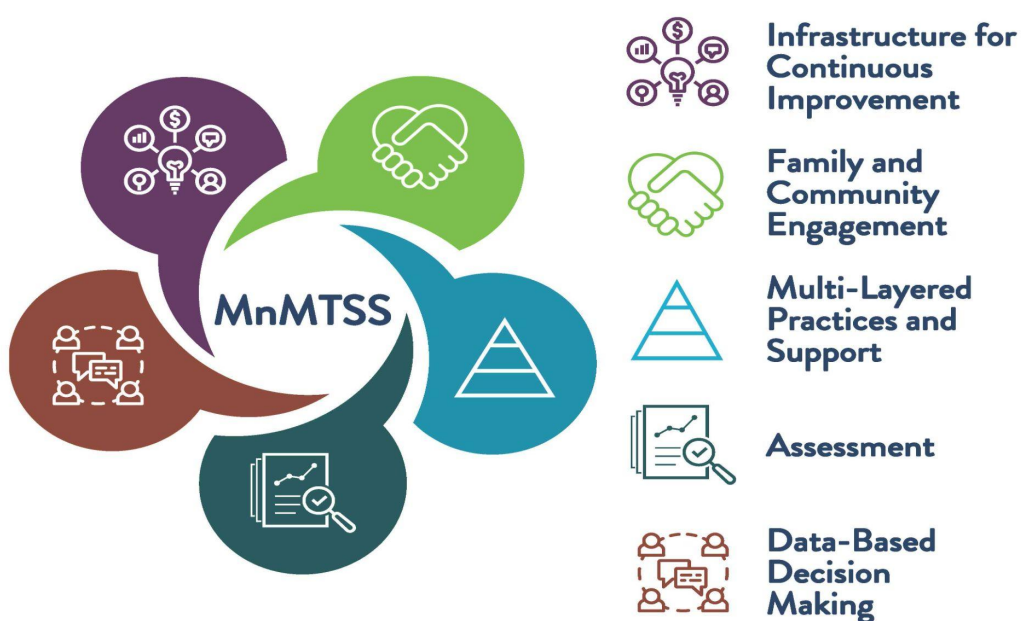 MnMTSS
Infrastructure for
Continuous
Improvement
Family and
Community
Engagement
Multi-Layered
Practices and
Support
Assessment
Data-Based
Decision
Making